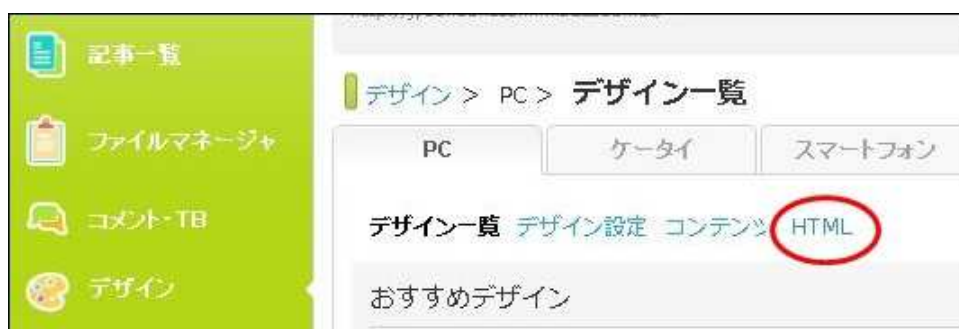 記事一覧
ファイルマネージャ
コメント・TB
デザイン
デザイン > PC > デザイン一覧
PC ケータイ スマートフォン
デザイン一覧 デザイン設定 コンテンツ HTML
おすすめデザイン